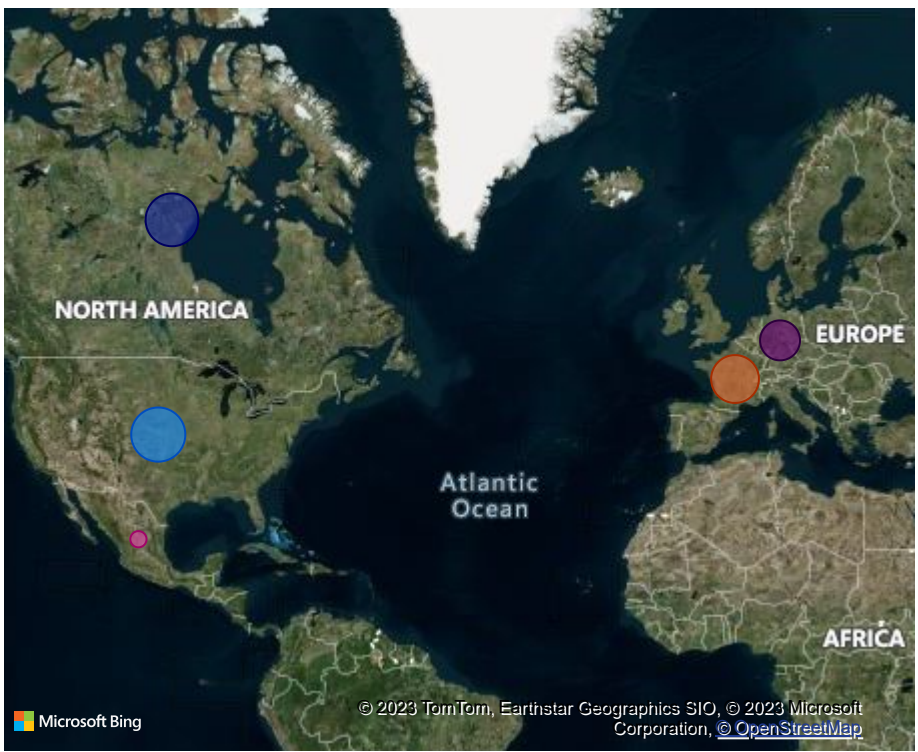 NORTH AMERICA
EUROPE
Atlantic
Ocean
AFRICA
Microsoft Bing
© 2023 TomTom, Earthstar Geographics SIO, © 2023 Microsoft
Corporation, © OpenStreetMap